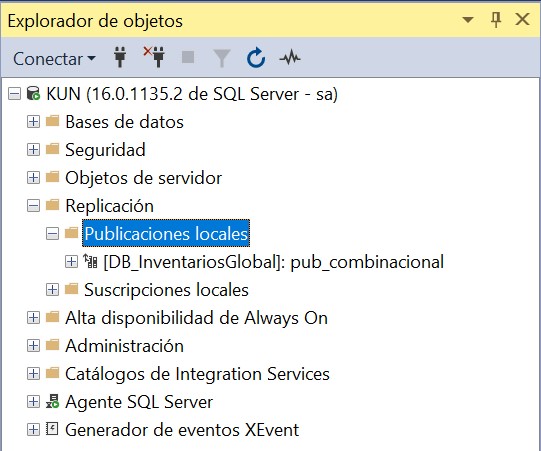 Explorador de objetos
Conectar
KUN (16.0.1135.2 de SQL Server - sa)
Bases de datos
Seguridad
Objetos de servidor
Replicación
Publicaciones locales
[DB_InventariosGlobal]: pub_combinacional
Suscripciones locales
Alta disponibilidad de Always On
Administración
Catálogos de Integration Services
Agente SQL Server
Generador de eventos XEvent